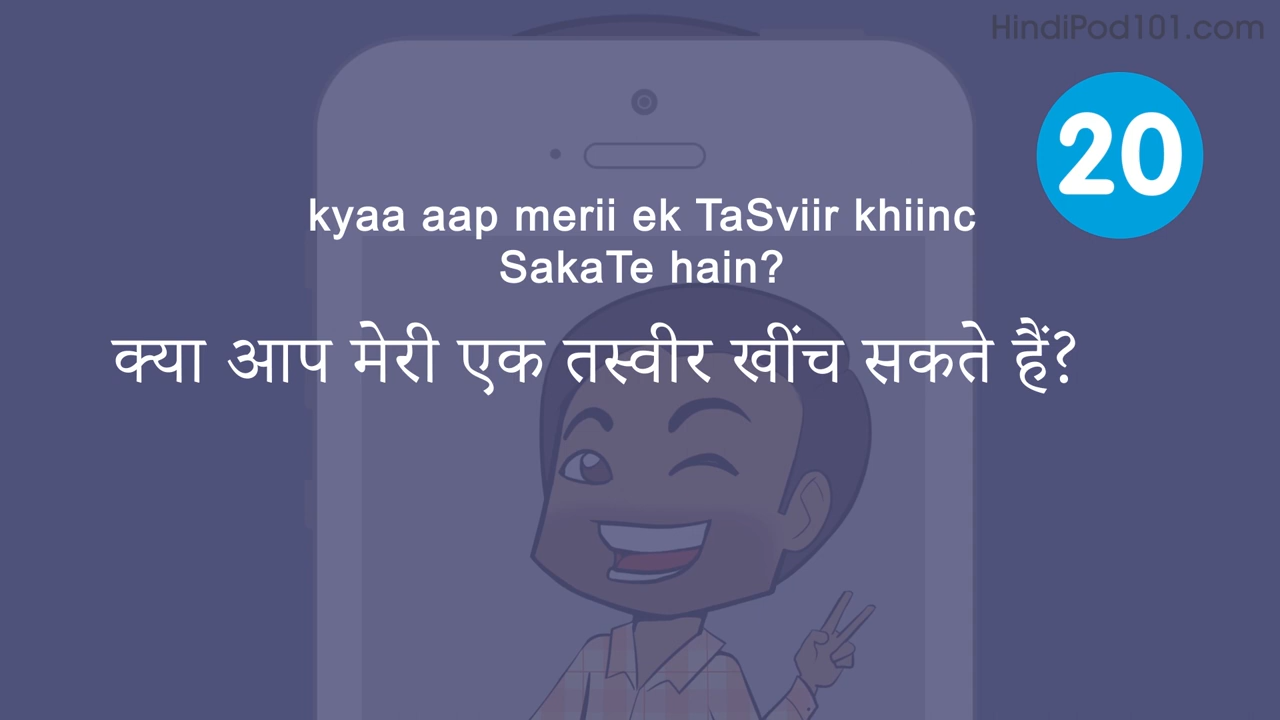 HindiPod101.com
20
kyaa aap merii ek TaSviir khiinc
SakaTe hain?
क्या आप मेरी एक तस्वीर खींच सकते हैं?